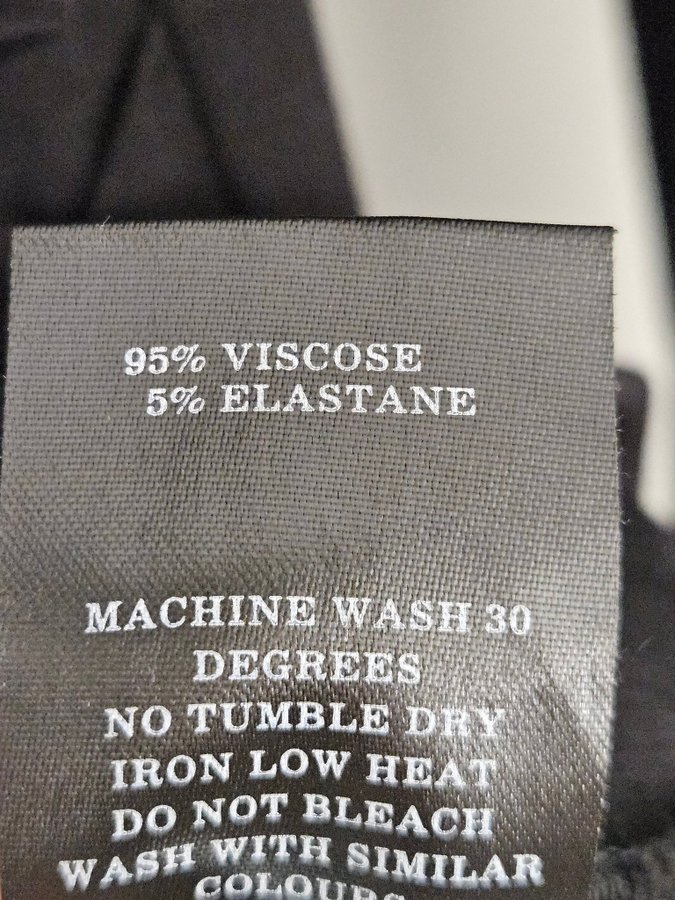 95% VISCOSE
5% ELASTANE
MACHINE WASH 30
DEGREES
NO TUMBLE DRY
IRON LOW HEAT
DO NOT BLEACH
WASH WITH SIMILAR
COLOURS